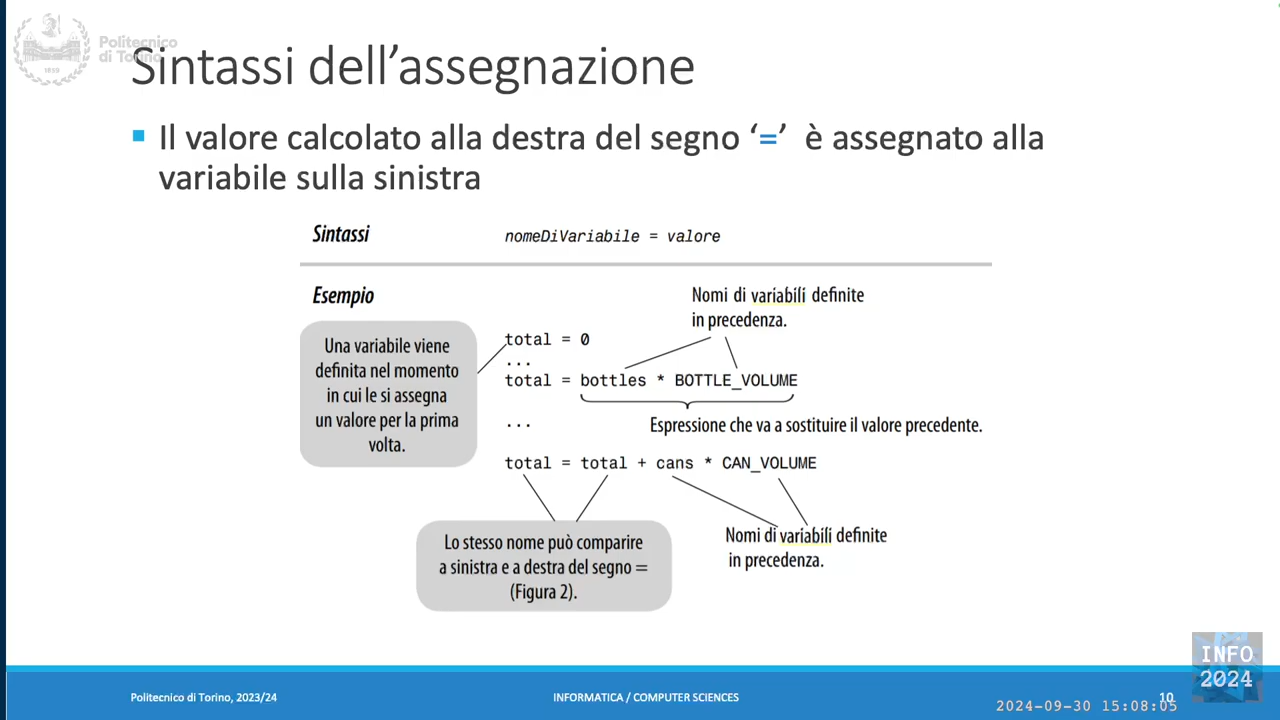 Politecnico
di Torino
1859
Sintassi dell’assegnazione
Il valore calcolato alla destra del segno ‘=’ è assegnato alla
variabile sulla sinistra
Sintassi
nomeDiVariabile = valore
Esempio
Nomi di variabili definite
in precedenza.
Una variabile viene
definita nel momento
in cui le si assegna
un valore per la prima
volta.
total = 0
...
total = bottles * BOTTLE_VOLUME
...
Espressione che va a sostituire il valore precedente.
total = total + cans * CAN_VOLUME
Lo stesso nome può comparire
a sinistra e a destra del segno =
(Figura 2).
Nomi di variabili definite
in precedenza.
INFO
2024
Politecnico di Torino, 2023/24
INFORMATICA / COMPUTER SCIENCES
10
2024-09-30 15:08:05